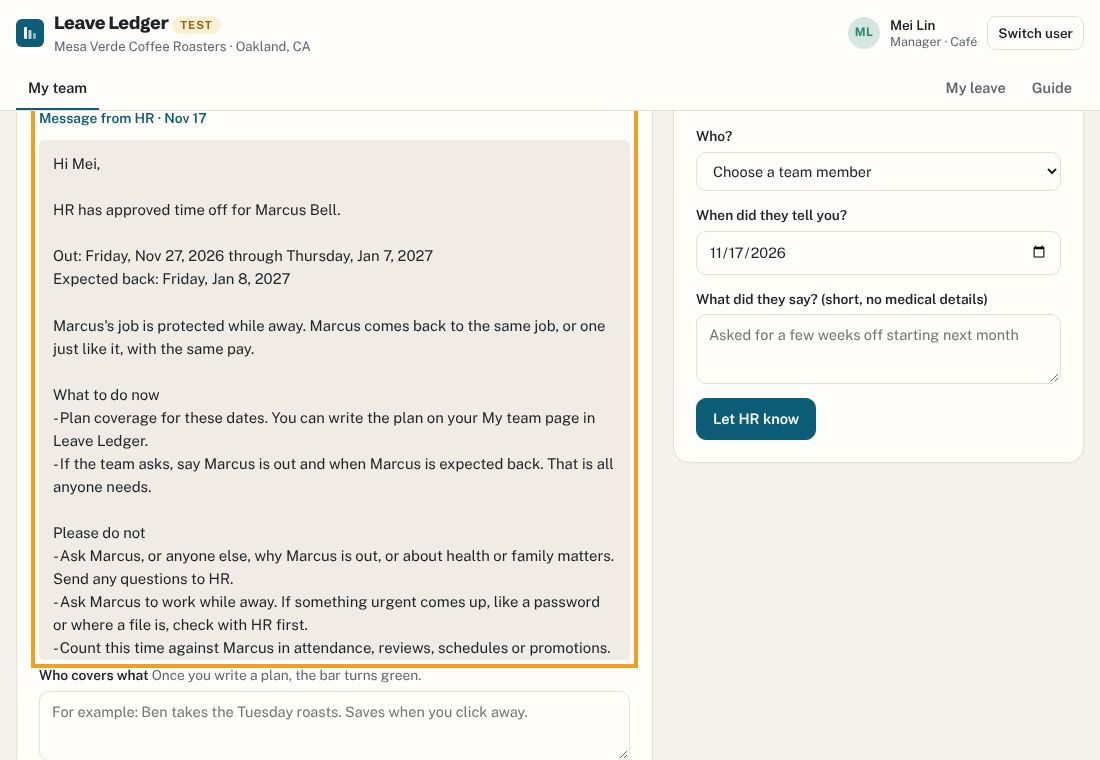 Leave Ledger TEST
Mesa Verde Coffee Roasters · Oakland, CA
ML
Mei Lin
Manager · Café
Switch user
My team
My leave
Guide
Message from HR · Nov 17
Hi Mei,
HR has approved time off for Marcus Bell.
Out: Friday, Nov 27, 2026 through Thursday, Jan 7, 2027
Expected back: Friday, Jan 8, 2027
Marcus's job is protected while away. Marcus comes back to the same job, or one
just like it, with the same pay.
What to do now
- Plan coverage for these dates. You can write the plan on your My team page in
Leave Ledger.
- If the team asks, say Marcus is out and when Marcus is expected back. That is all
anyone needs.
Please do not
- Ask Marcus, or anyone else, why Marcus is out, or about health or family matters.
Send any questions to HR.
- Ask Marcus to work while away. If something urgent comes up, like a password
or where a file is, check with HR first.
- Count this time against Marcus in attendance, reviews, schedules or promotions.
Who covers what Once you write a plan, the bar turns green.
For example: Ben takes the Tuesday roasts. Saves when you click away.
Who?
Choose a team member
When did they tell you?
11/17/2026
What did they say? (short, no medical details)
Asked for a few weeks off starting next month
Let HR know